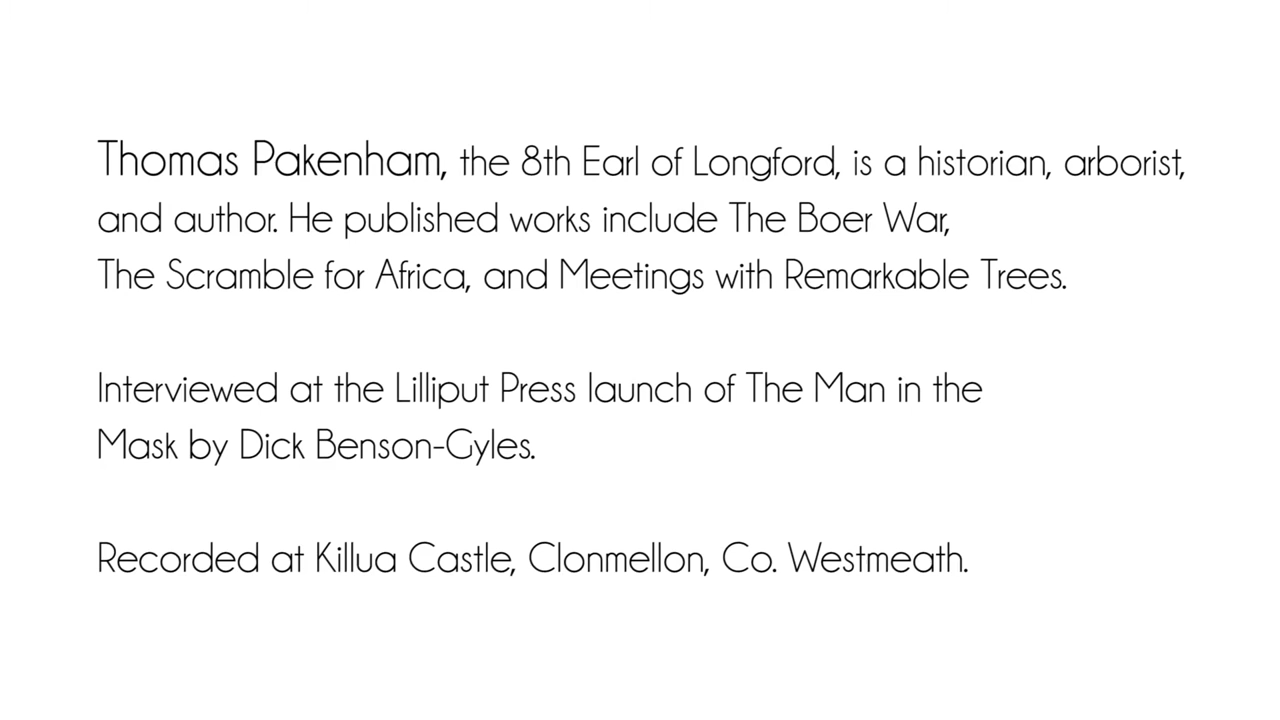 Thomas Pakenham, the 8th Earl of Longford, is a historian, arborist,
and author. He published works include The Boer War,
The Scramble for Africa, and Meetings with Remarkable Trees.
Interviewed at the Lilliput Press launch of The Man in the
Mask by Dick Benson-Gyles.
Recorded at Killua Castle, Clonmellon, Co. Westmeath.